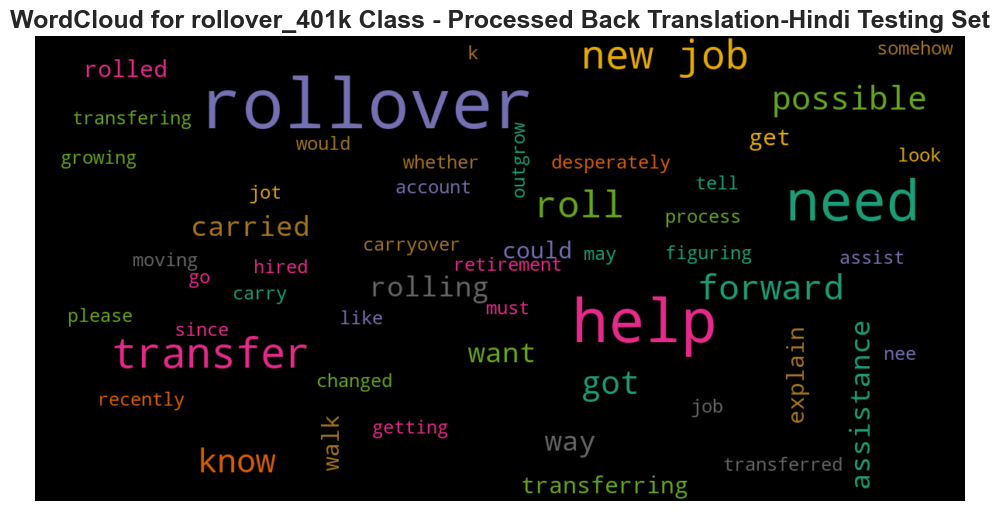 WordCloud for rollover_401k Class - Processed Back Translation-Hindi Testing Set
k
new job
somehow
rolled
rollover
possible
transfering
get
would
outgrow
growing
whether
desperately
look
jot
account
tell
need
roll
process
carried
carryover
could
may
figuring
assist
moving
go
hired
retirement
carry
rolling
forward
please
since
like
must
help
transfer
want
explain
assistance
nee
changed
got
recently
job
walk
getting
know
way
transferred
transferring